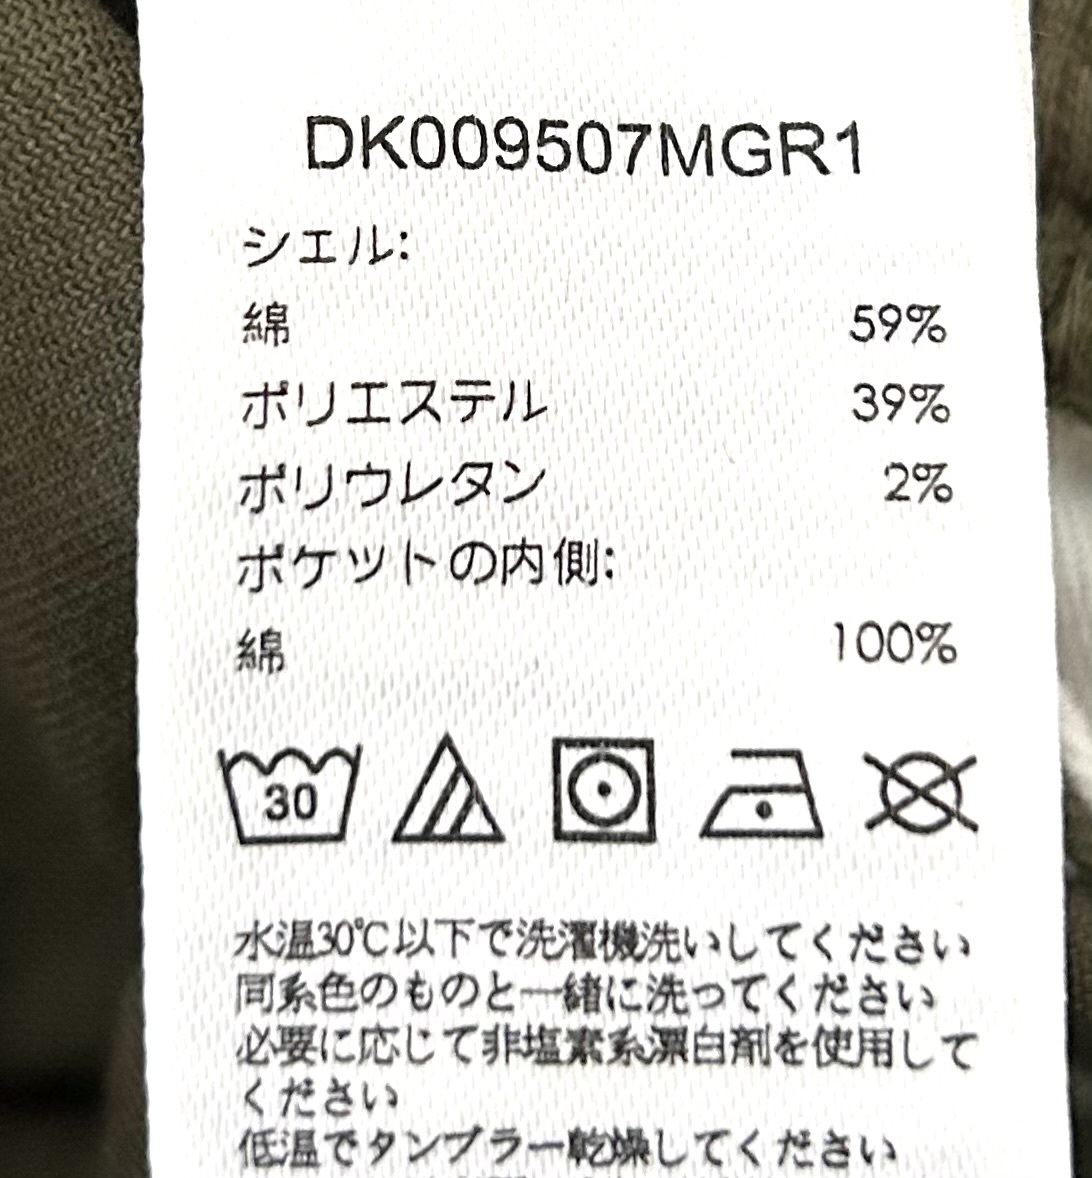 DK009507MGR1
シェル:
綿 59%
ポリエステル 39%
ポリウレタン 2%
ポケットの内側:
綿 100%
30
水温30℃以下で洗濯機洗いしてください
同系色のものと一緒に洗ってください
必要に応じて非塩素系漂白剤を使用して
ください
低温でタンブラー乾燥してください